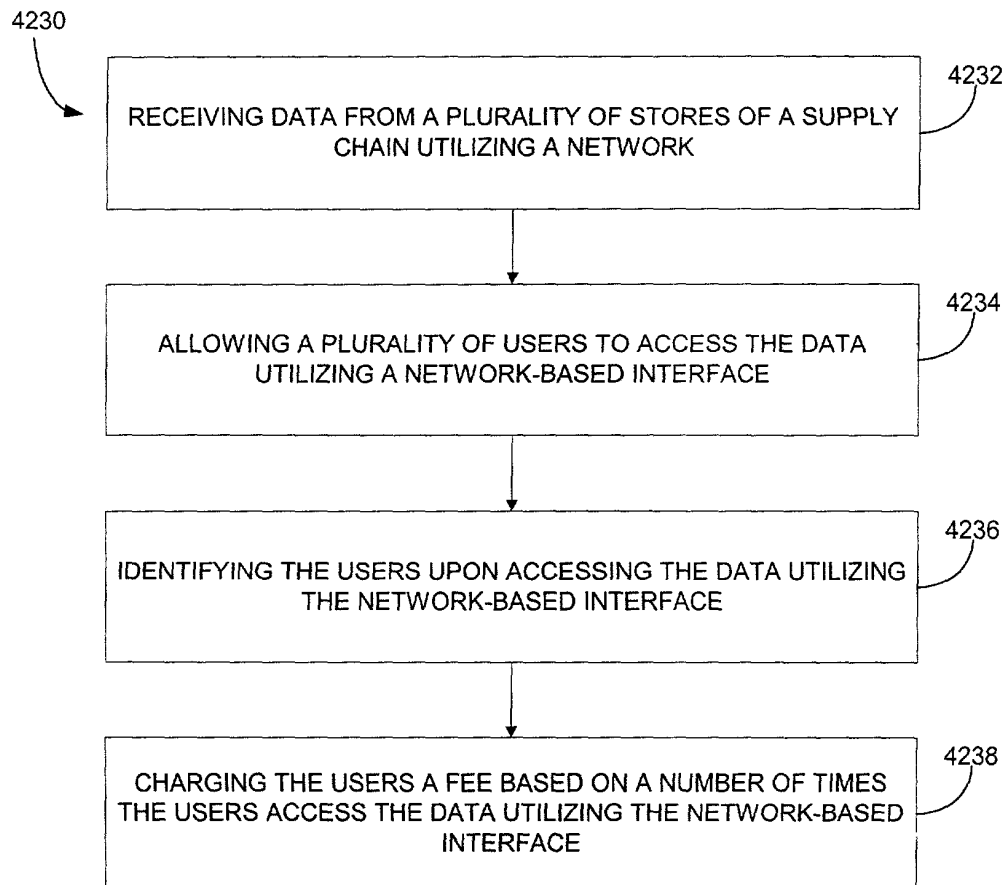 4230
4232
RECEIVING DATA FROM A PLURALITY OF STORES OF A SUPPLY
CHAIN UTILIZING A NETWORK
4234
ALLOWING A PLURALITY OF USERS TO ACCESS THE DATA
UTILIZING A NETWORK-BASED INTERFACE
4236
IDENTIFYING THE USERS UPON ACCESSING THE DATA UTILIZING
THE NETWORK-BASED INTERFACE
4238
CHARGING THE USERS A FEE BASED ON A NUMBER OF TIMES
THE USERS ACCESS THE DATA UTILIZING THE NETWORK-BASED
INTERFACE